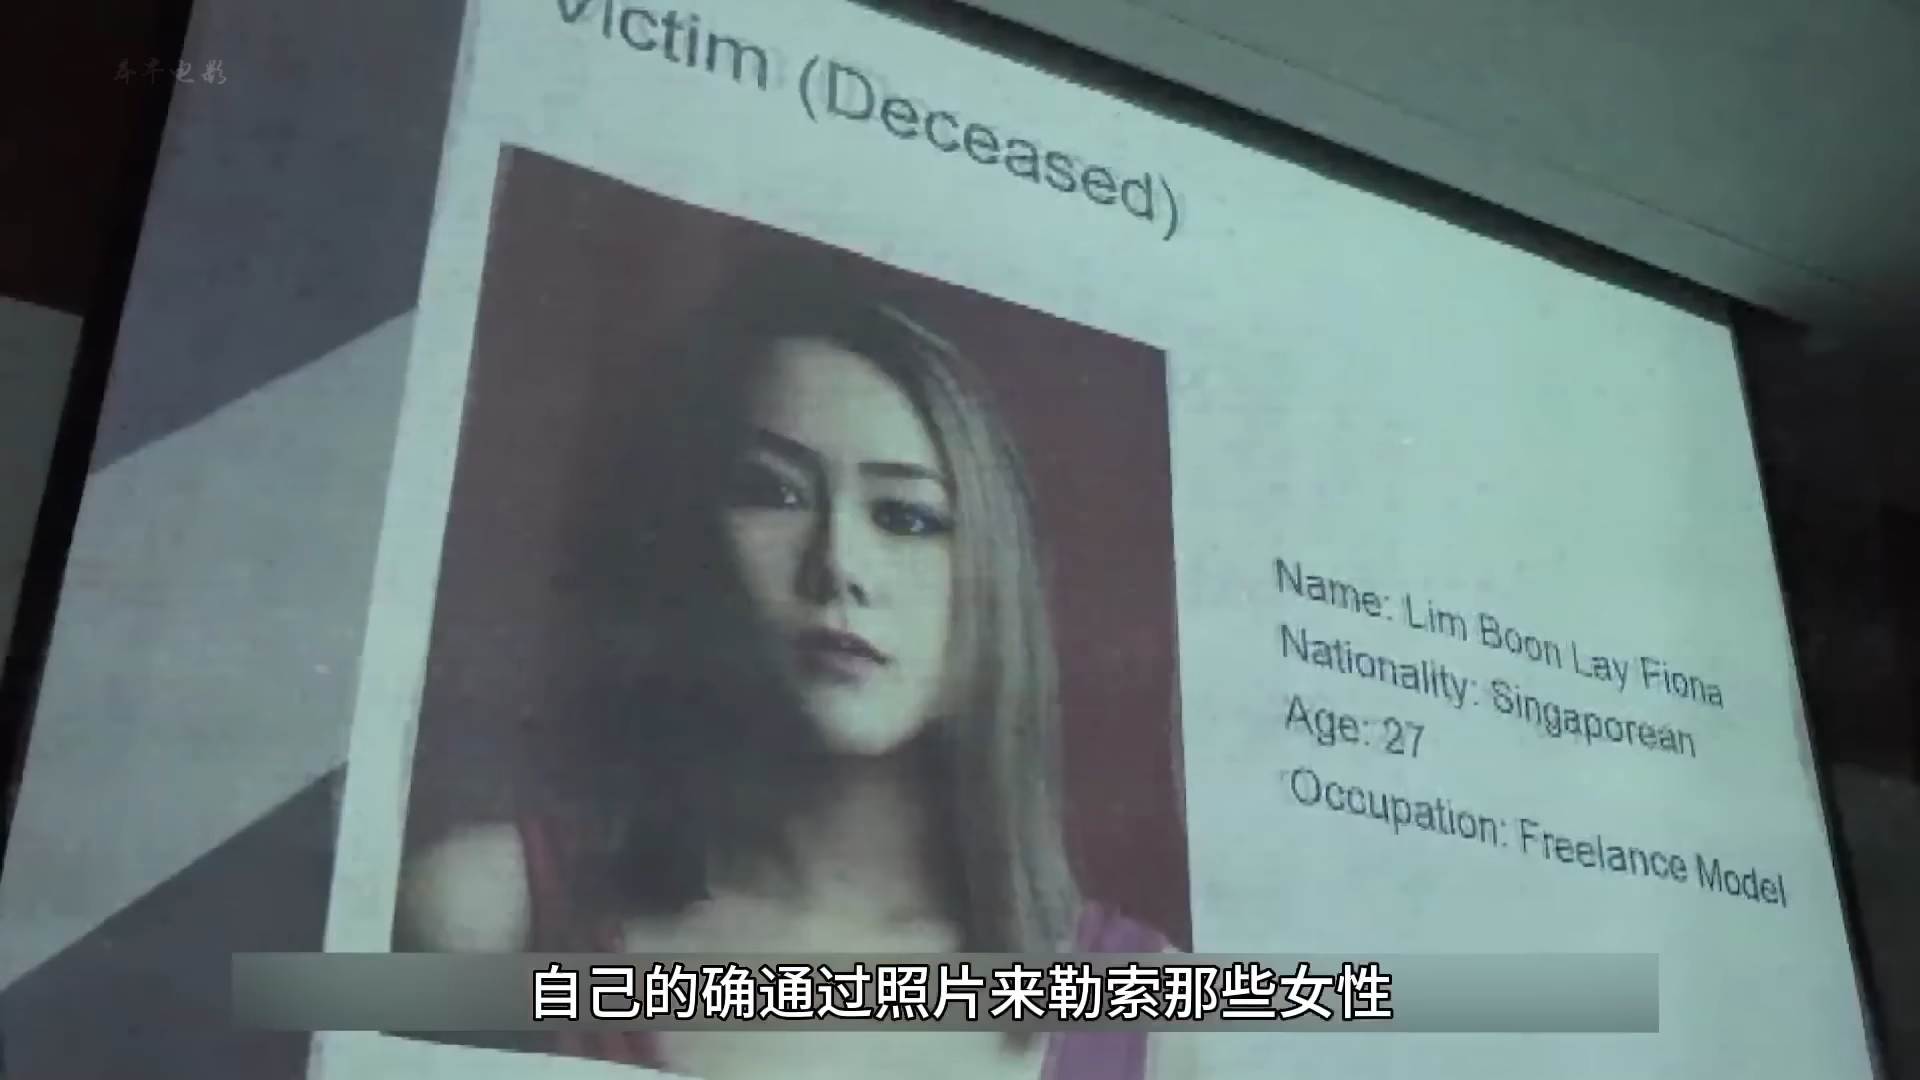 Victim (Deceased)
Name: Lim Boon Lay Fiona
Nationality: Singaporean
Age: 27
Occupation: Freelance Model
自己的确通过照片来勒索那些女性